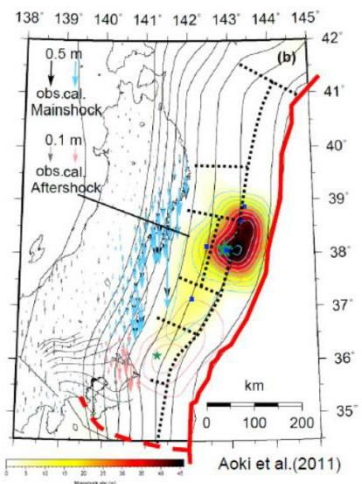 138° 139° 140° 141° 142° 143° 144° 145°
42°
(b)
0.5 m
obs.cal.
Mainshock
41°
0.1 m
40°
obs.cal.
Aftershock
39°
38°
37°
36°
km
35°
0 100 200
Aoki et al.(2011)